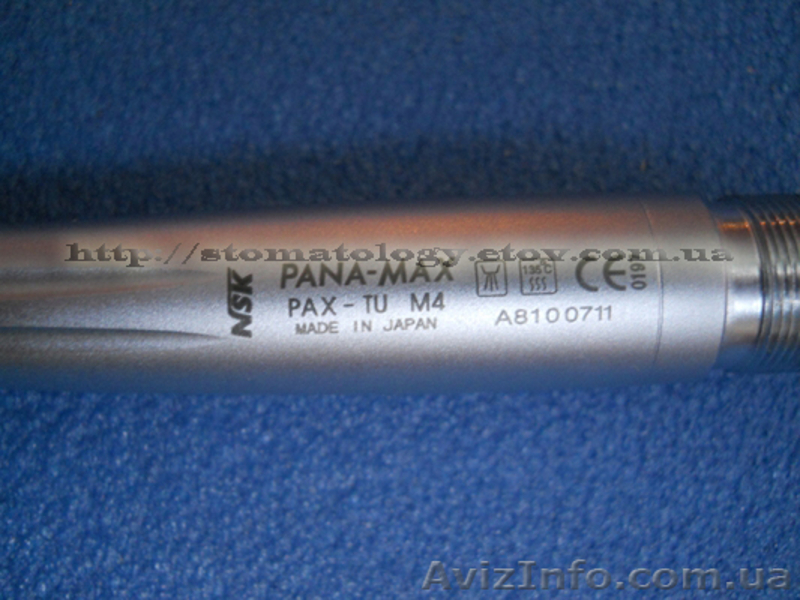 http://stomatology.etov.com.ua
NSK
PANA-MAX
PAX-TU M4
MADE IN JAPAN
135°C
CE
019
A8100711
AvizInfo.com.ua